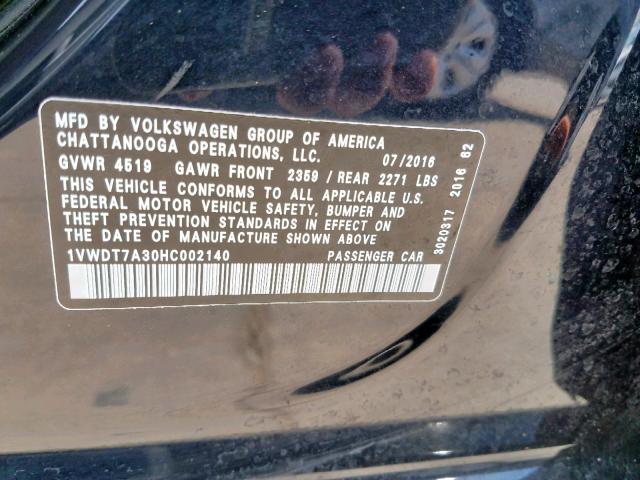 MFD BY VOLKSWAGEN GROUP OF AMERICA
CHATTANOOGA OPERATIONS, LLC. 07/2016
GVWR 4519 GAWR FRONT 2359 / REAR 2271 LBS
THIS VEHICLE CONFORMS TO ALL APPLICABLE U.S.
FEDERAL MOTOR VEHICLE SAFETY, BUMPER AND
THEFT PREVENTION STANDARDS IN EFFECT ON
THE DATE OF MANUFACTURE SHOWN ABOVE
1VWDT7A30HC002140 PASSENGER CAR
3020317 2016 62